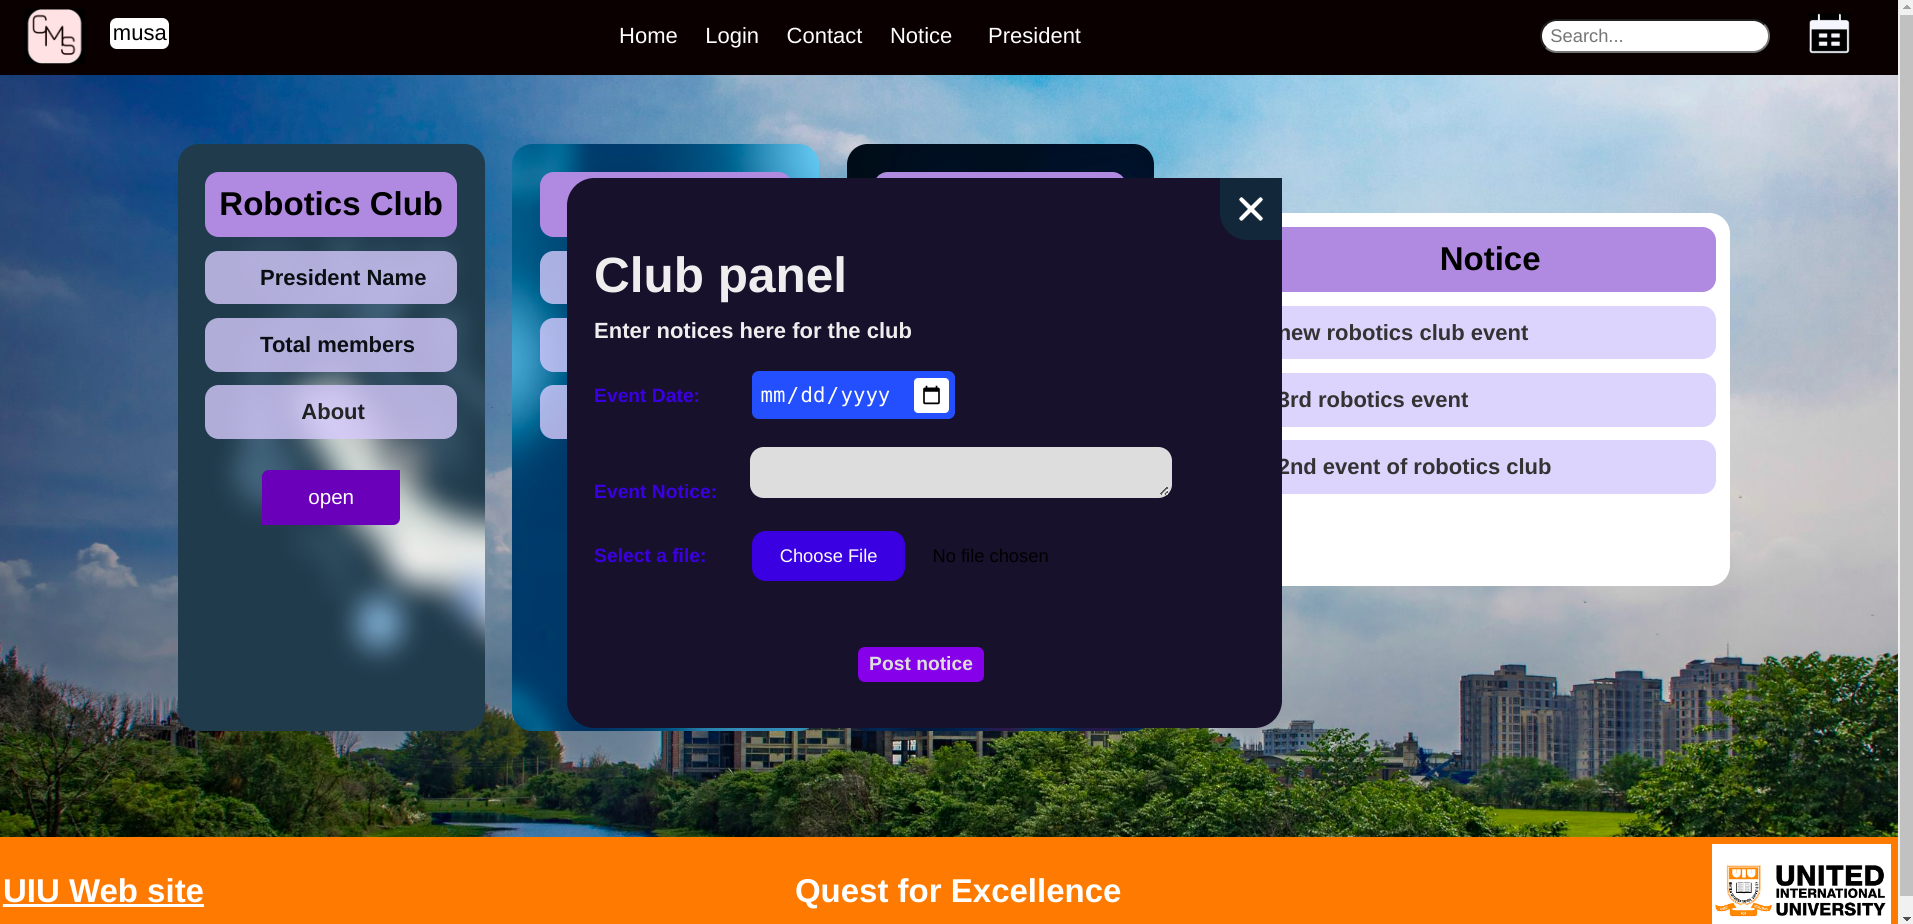 CMS
musa
Home
Login
Contact
Notice
President
Search...
Robotics Club
President Name
Total members
About
open
Club panel
Enter notices here for the club
Event Date:
mm/dd/yyyy
Event Notice:
Select a file:
Choose File
No file chosen
Post notice
Notice
new robotics club event
3rd robotics event
2nd event of robotics club
UIU Web site
Quest for Excellence
UIU
UNITED
INTERNATIONAL
UNIVERSITY